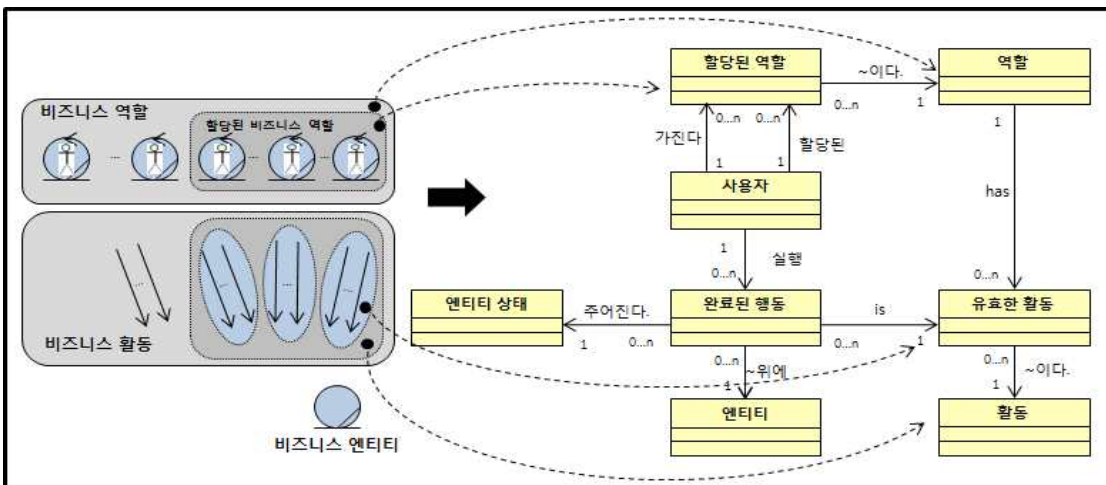 비즈니스 역할
할당된 비즈니스 역할
...
...
...
...
...
...
...
비즈니스 활동
비즈니스 엔티티
할당된 역할
~이다.
0...n
1
역할
0...n
0...n
가진다
할당된
1
1
1
사용자
has
1
실행
0...n
0...n
엔티티 상태
주어진다.
1
0...n
완료된 행동
is
0...n
1
유효한 활동
0...n
~위에
1
0...n
~이다.
1
엔티티
활동